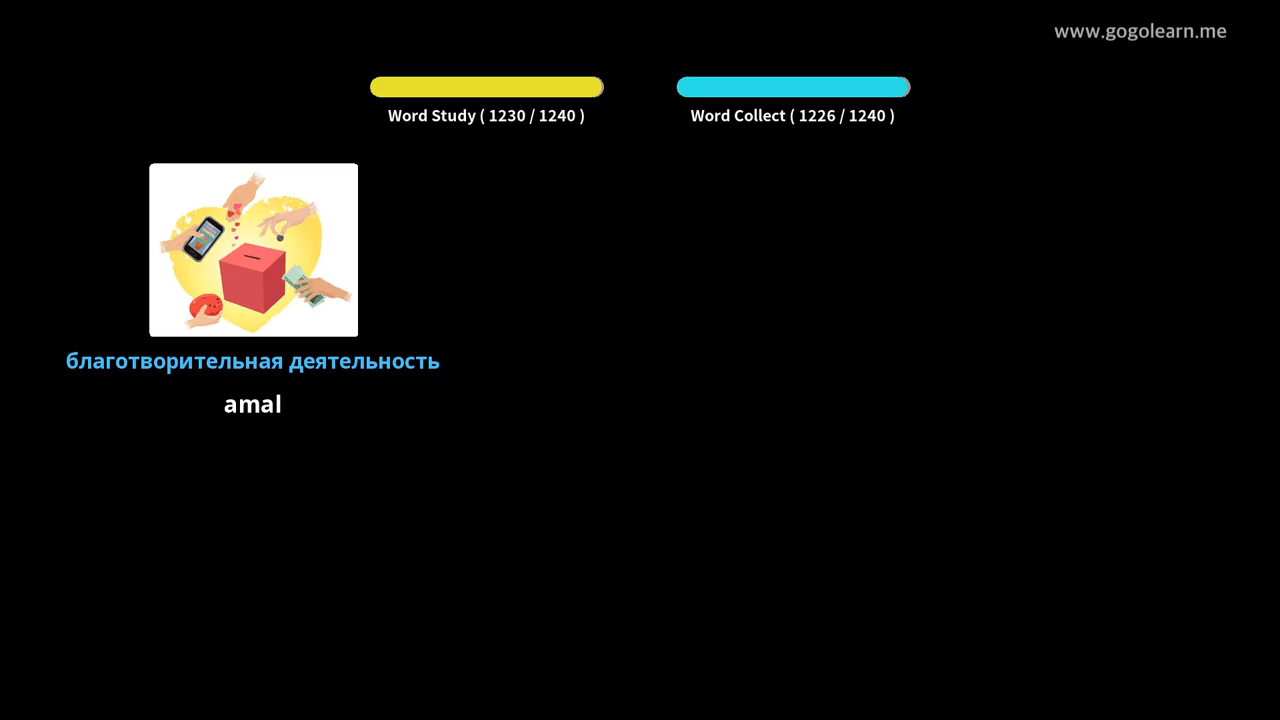 www.gogolearn.me
Word Study ( 1230 / 1240 )
Word Collect ( 1226 / 1240 )
благотворительная деятельность
amal